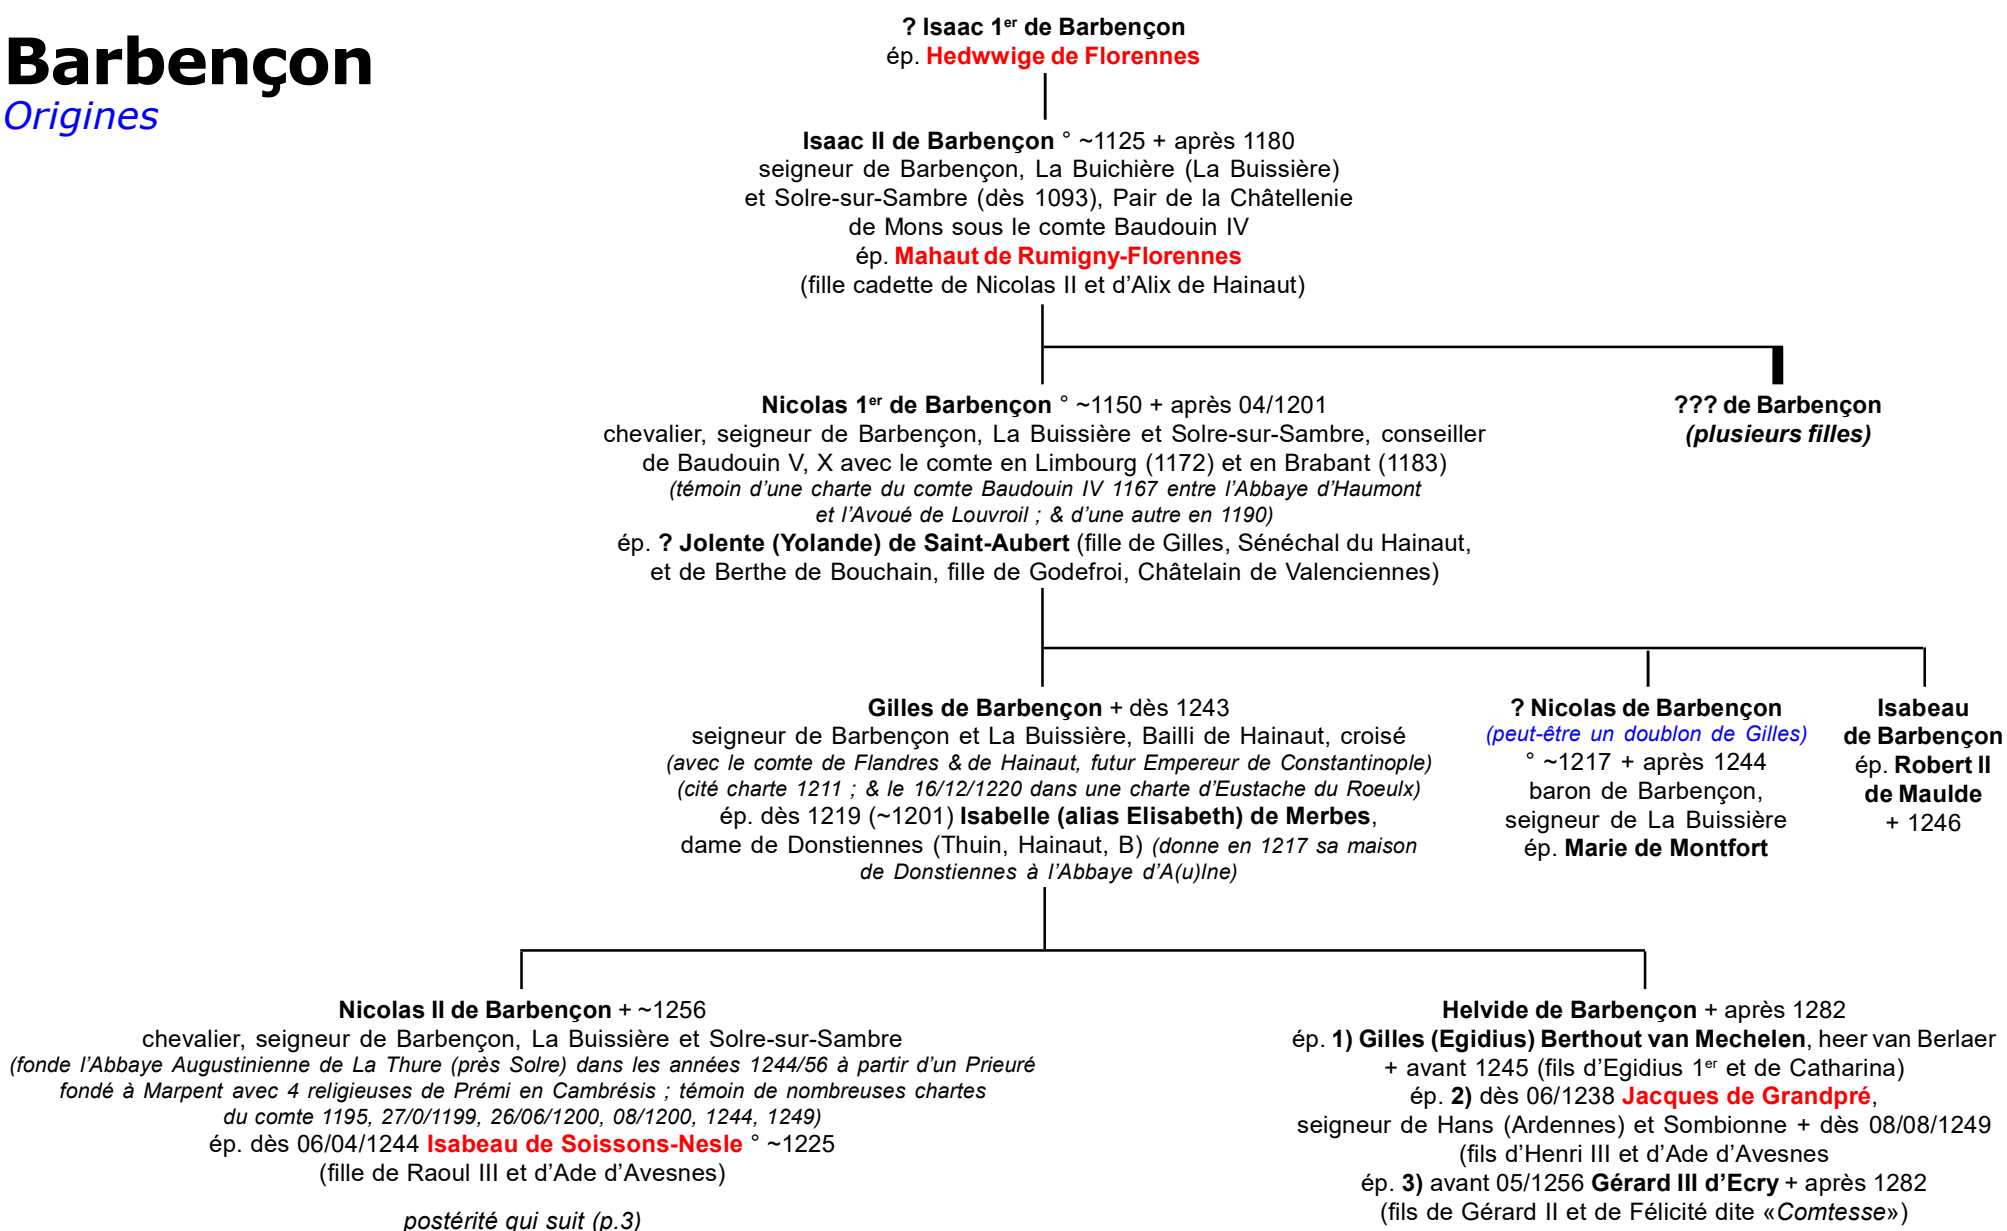 Barbençon
Origines
? Isaac 1er de Barbençon
ép. Hedwwige de Florennes
Isaac II de Barbençon ° ~1125 + après 1180
seigneur de Barbençon, La Buichière (La Buissière)
et Solre-sur-Sambre (dès 1093), Pair de la Châtellenie
de Mons sous le comte Baudouin IV
ép. Mahaut de Rumigny-Florennes
(fille cadette de Nicolas II et d’Alix de Hainaut)
Nicolas 1er de Barbençon ° ~1150 + après 04/1201
chevalier, seigneur de Barbençon, La Buissière et Solre-sur-Sambre, conseiller
de Baudouin V, X avec le comte en Limbourg (1172) et en Brabant (1183)
(témoin d’une charte du comte Baudouin IV 1167 entre l’Abbaye d’Haumont
et l’Avoué de Louvroil ; & d’une autre en 1190)
ép. ? Jolente (Yolande) de Saint-Aubert (fille de Gilles, Sénéchal du Hainaut,
et de Berthe de Bouchain, fille de Godefroi, Châtelain de Valenciennes)
??? de Barbençon
(plusieurs filles)
Gilles de Barbençon + dès 1243
seigneur de Barbençon et La Buissière, Bailli de Hainaut, croisé
(avec le comte de Flandres & de Hainaut, futur Empereur de Constantinople)
(cité charte 1211 ; & le 16/12/1220 dans une charte d’Eustache du Roeulx)
ép. dès 1219 (~1201) Isabelle (alias Elisabeth) de Merbes,
dame de Donstiennes (Thuin, Hainaut, B) (donne en 1217 sa maison
de Donstiennes à l’Abbaye d’A(u)lne)
? Nicolas de Barbençon
(peut-être un doublon de Gilles)
° ~1217 + après 1244
baron de Barbençon,
seigneur de La Buissière
ép. Marie de Montfort
Isabeau
de Barbençon
ép. Robert II
de Maulde
+ 1246
Nicolas II de Barbençon + ~1256
chevalier, seigneur de Barbençon, La Buissière et Solre-sur-Sambre
(fonde l’Abbaye Augustinienne de La Thure (près Solre) dans les années 1244/56 à partir d’un Prieuré
fondé à Marpent avec 4 religieuses de Prémi en Cambrésis ; témoin de nombreuses chartes
du comte 1195, 27/0/1199, 26/06/1200, 08/1200, 1244, 1249)
ép. dès 06/04/1244 Isabeau de Soissons-Nesle ° ~1225
(fille de Raoul III et d’Ade d’Avesnes)
postérité qui suit (p.3)
Helvide de Barbençon + après 1282
ép. 1) Gilles (Egidius) Berthout van Mechelen, heer van Berlaer
+ avant 1245 (fils d’Egidius 1er et de Catharina)
ép. 2) dès 06/1238 Jacques de Grandpré,
seigneur de Hans (Ardennes) et Sombionne + dès 08/08/1249
(fils d’Henri III et d’Ade d’Avesnes
ép. 3) avant 05/1256 Gérard III d’Ecry + après 1282
(fils de Gérard II et de Félicité dite «Comtesse»)